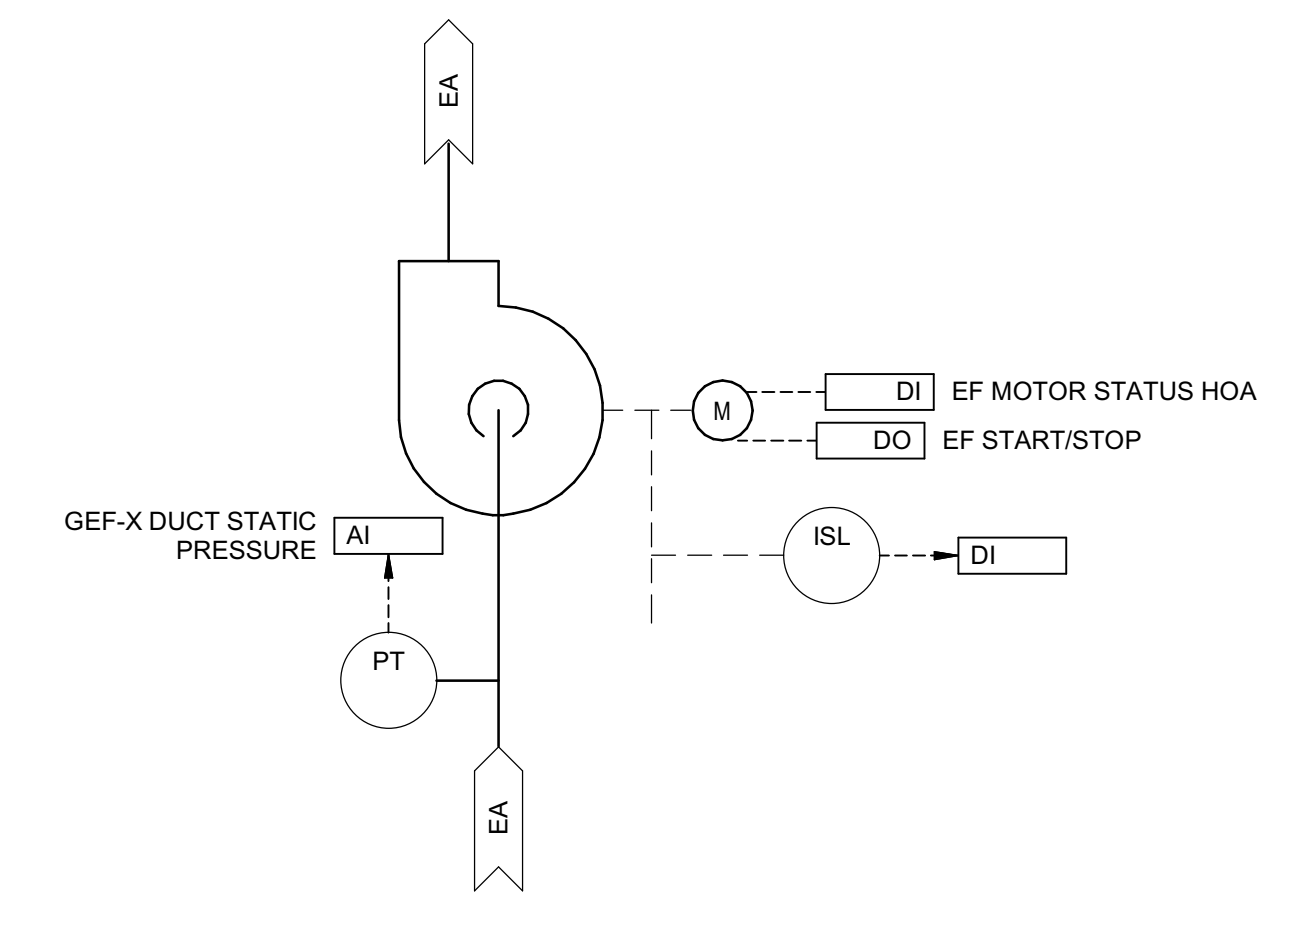 EA
DI EF MOTOR STATUS HOA
M
DO EF START/STOP
GEF-X DUCT STATIC
PRESSURE
AI
ISL
DI
PT
EA